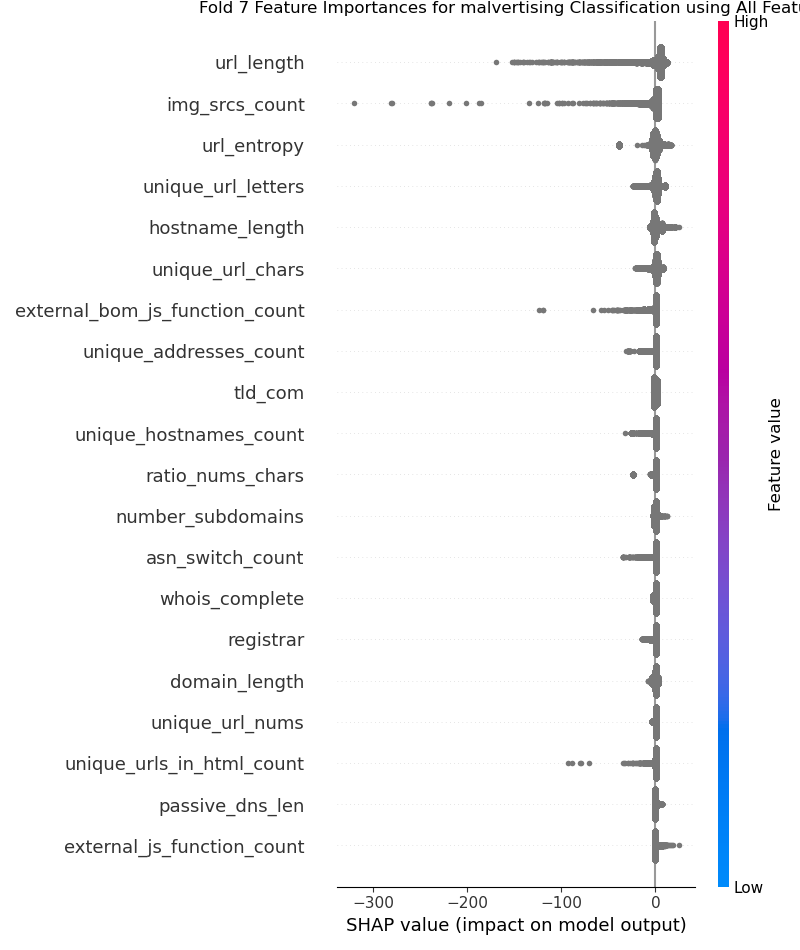 Fold 7 Feature Importances for malvertising Classification using All Featu
High
url_length
img_srcs_count
url_entropy
unique_url_letters
hostname_length
unique_url_chars
external_bom_js_function_count
unique_addresses_count
tld_com
unique_hostnames_count
ratio_nums_chars
number_subdomains
asn_switch_count
whois_complete
registrar
domain_length
unique_url_nums
unique_urls_in_html_count
passive_dns_len
external_js_function_count
Feature value
Low
−300 −200 −100 0
SHAP value (impact on model output)